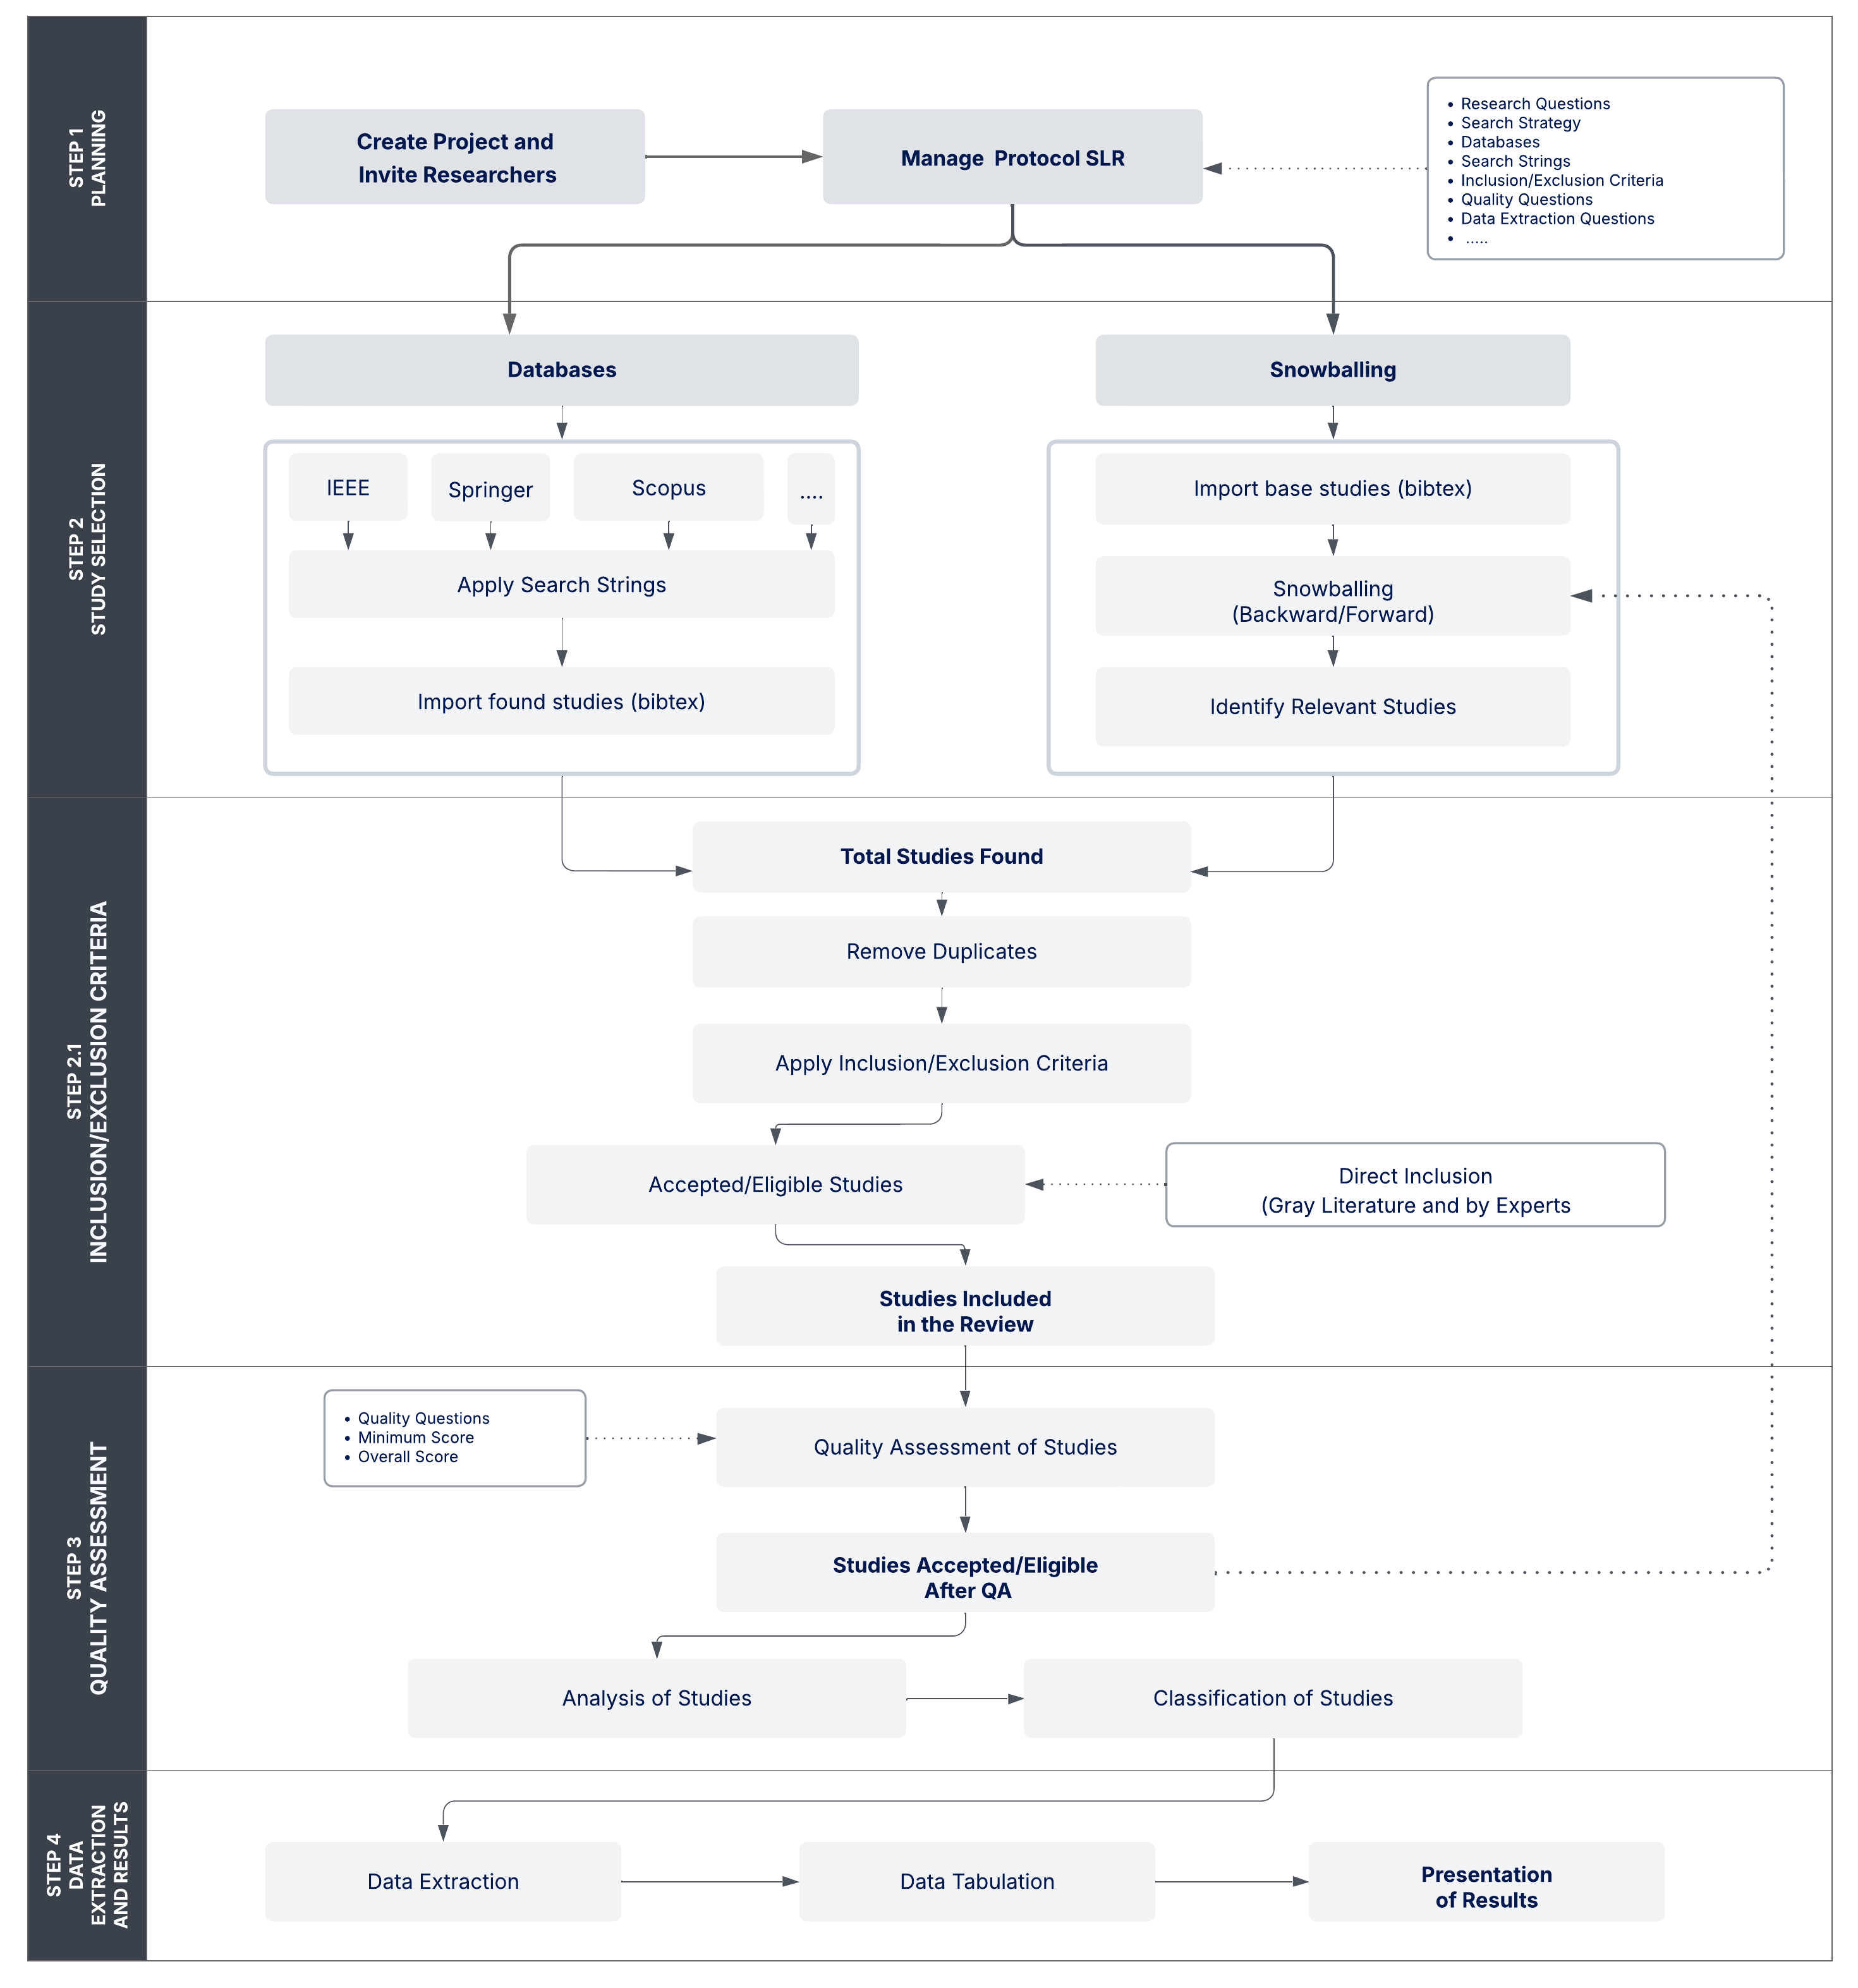 STEP 1
PLANNING
Create Project and
Invite Researchers
Manage  Protocol SLR
• Research Questions
• Search Strategy
• Databases
• Search Strings
• Inclusion/Exclusion Criteria
• Quality Questions
• Data Extraction Questions
• .....
STEP 2
STUDY SELECTION
Databases
IEEE
Springer
Scopus
....
Apply Search Strings
Import found studies (bibtex)
Snowballing
Import base studies (bibtex)
Snowballing
(Backward/Forward)
Identify Relevant Studies
STEP 2.1
INCLUSION/EXCLUSION CRITERIA
Total Studies Found
Remove Duplicates
Apply Inclusion/Exclusion Criteria
Accepted/Eligible Studies
Direct Inclusion
(Gray Literature and by Experts
Studies Included
in the Review
STEP 3
QUALITY ASSESSMENT
• Quality Questions
• Minimum Score
• Overall Score
Quality Assessment of Studies
Studies Accepted/Eligible
After QA
Analysis of Studies
Classification of Studies
STEP 4
DATA
EXTRACTION
AND RESULTS
Data Extraction
Data Tabulation
Presentation
of Results